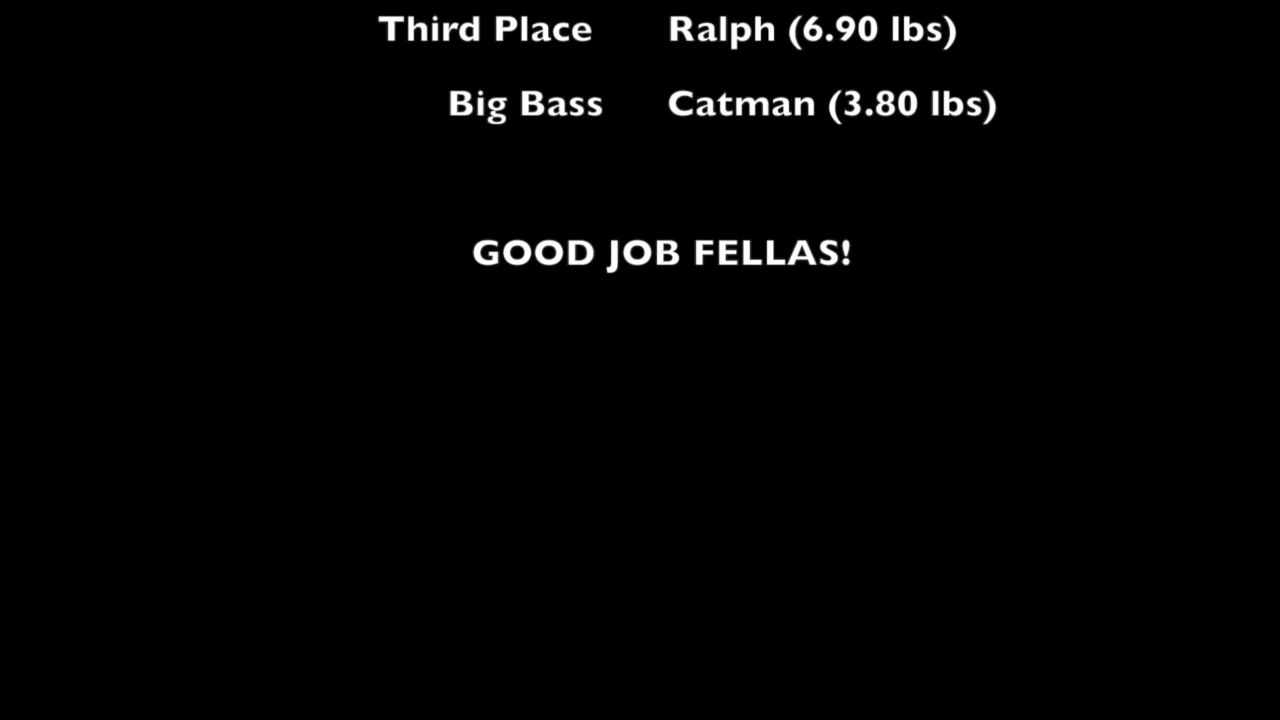 Third Place Ralph (6.90 lbs)
Big Bass Catman (3.80 lbs)
GOOD JOB FELLAS!